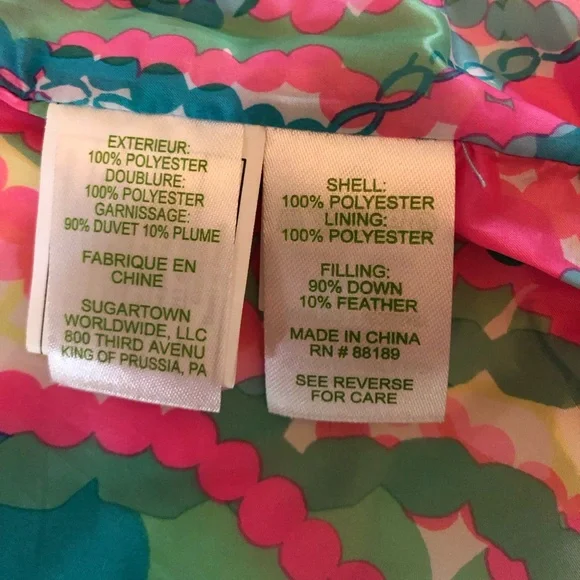 EXTERIEUR:
100% POLYESTER
DOUBLURE:
100% POLYESTER
GARNISSAGE:
90% DUVET 10% PLUME
FABRIQUE EN
CHINE
SUGARTOWN
WORLDWIDE, LLC
800 THIRD AVENU
KING OF PRUSSIA, PA
SHELL:
100% POLYESTER
LINING:
100% POLYESTER
FILLING:
90% DOWN
10% FEATHER
MADE IN CHINA
RN # 88189
SEE REVERSE
FOR CARE